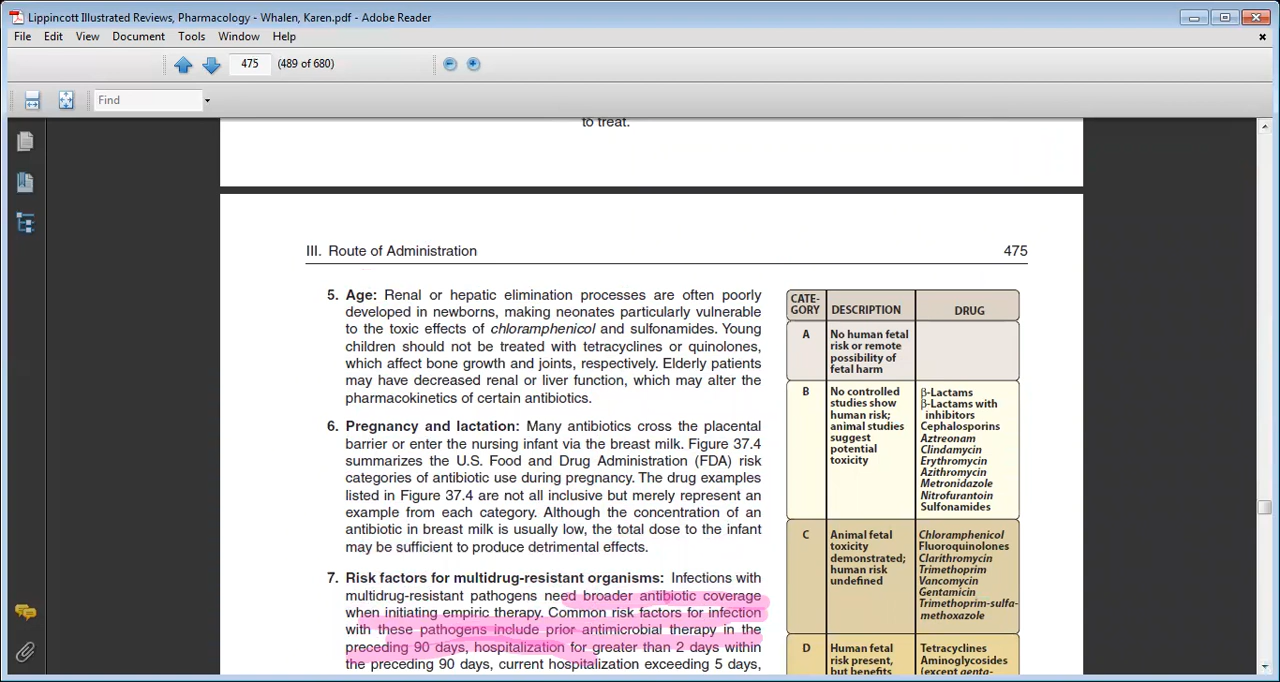 Lippincott Illustrated Reviews, Pharmacology - Whalen, Karen.pdf - Adobe Reader
File Edit View Document Tools Window Help
475 (489 of 680)
Find
to treat.
III. Route of Administration 475
5. Age: Renal or hepatic elimination processes are often poorly
developed in newborns, making neonates particularly vulnerable
to the toxic effects of chloramphenicol and sulfonamides. Young
children should not be treated with tetracyclines or quinolones,
which affect bone growth and joints, respectively. Elderly patients
may have decreased renal or liver function, which may alter the
pharmacokinetics of certain antibiotics.
6. Pregnancy and lactation: Many antibiotics cross the placental
barrier or enter the nursing infant via the breast milk. Figure 37.4
summarizes the U.S. Food and Drug Administration (FDA) risk
categories of antibiotic use during pregnancy. The drug examples
listed in Figure 37.4 are not all inclusive but merely represent an
example from each category. Although the concentration of an
antibiotic in breast milk is usually low, the total dose to the infant
may be sufficient to produce detrimental effects.
7. Risk factors for multidrug-resistant organisms: Infections with
multidrug-resistant pathogens need broader antibiotic coverage
when initiating empiric therapy. Common risk factors for infection
with these pathogens include prior antimicrobial therapy in the
preceding 90 days, hospitalization for greater than 2 days within
the preceding 90 days, current hospitalization exceeding 5 days,
CATE-
GORY
DESCRIPTION
DRUG
A
No human fetal
risk or remote
possibility of
fetal harm
B
No controlled
studies show
human risk;
animal studies
suggest
potential
toxicity
β-Lactams
β-Lactams with
inhibitors
Cephalosporins
Aztreonam
Clindamycin
Erythromycin
Azithromycin
Metronidazole
Nitrofurantoin
Sulfonamides
C
Animal fetal
toxicity
demonstrated;
human risk
undefined
Chloramphenicol
Fluoroquinolones
Clarithromycin
Trimethoprim
Vancomycin
Gentamicin
Trimethoprim-sulfa-
methoxazole
D
Human fetal
risk present,
but benefits
Tetracyclines
Aminoglycosides
(except genta-